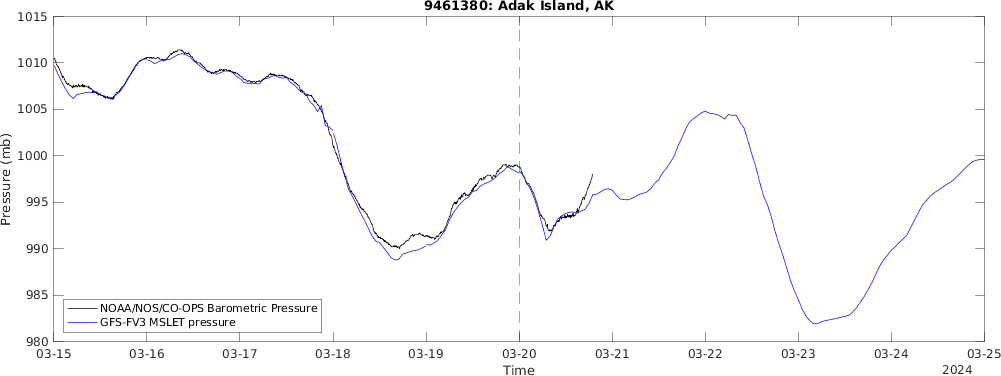 9461380: Adak Island, AK
Pressure (mb)
1015
1010
1005
1000
995
990
985
980
NOAA/NOS/CO-OPS Barometric Pressure
GFS-FV3 MSLET pressure
03-15 03-16 03-17 03-18 03-19 03-20 03-21 03-22 03-23 03-24 03-25
Time
2024